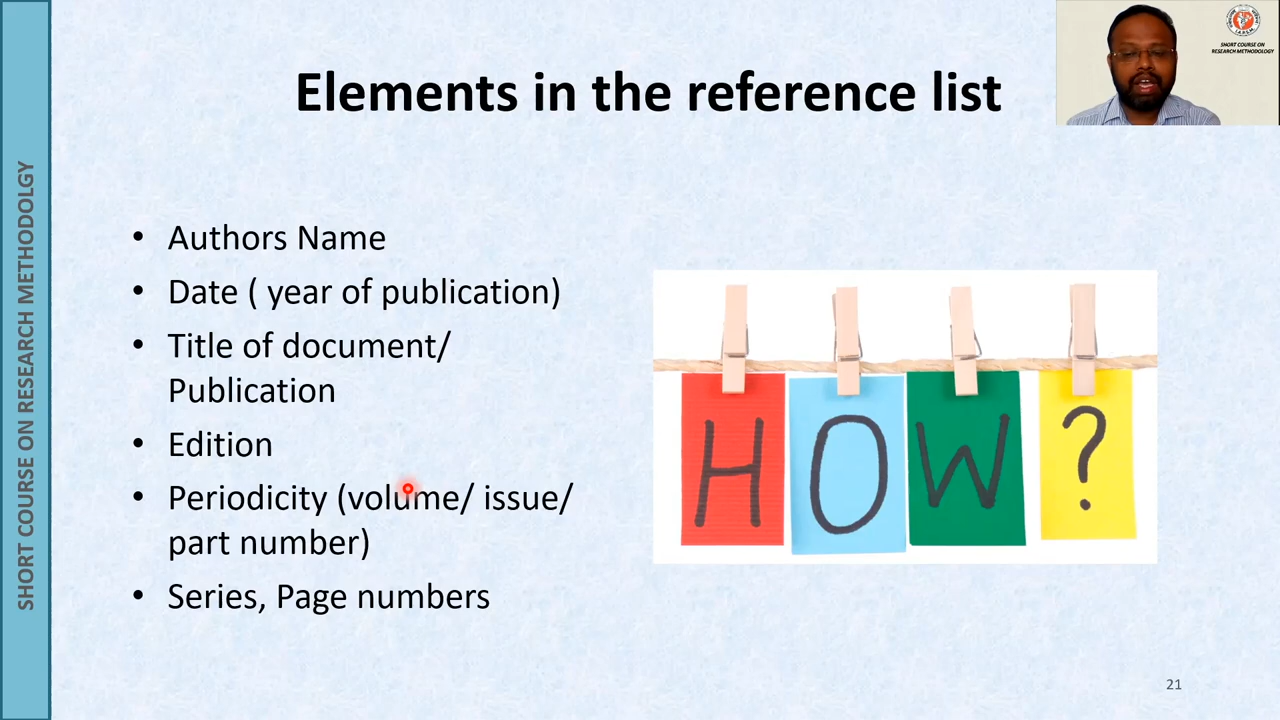 Elements in the reference list
SHORT COURSE ON
RESEARCH METHODOLOGY
SHORT COURSE ON RESEARCH METHODOLGY
• Authors Name
• Date ( year of publication)
• Title of document/
Publication
• Edition
• Periodicity (volume/ issue/
part number)
• Series, Page numbers
HOW?
21